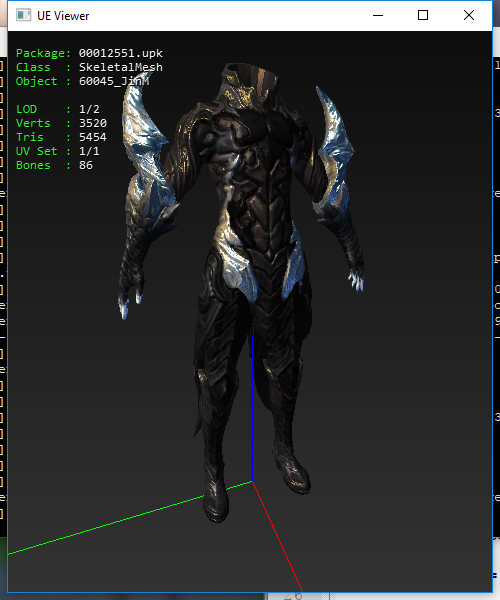 UE Viewer
Package: 00012551.upk
Class : SkeletalMesh
Object : 60045_JinM
LOD : 1/2
Verts : 3520
Tris : 5454
UV Set : 1/1
Bones : 86